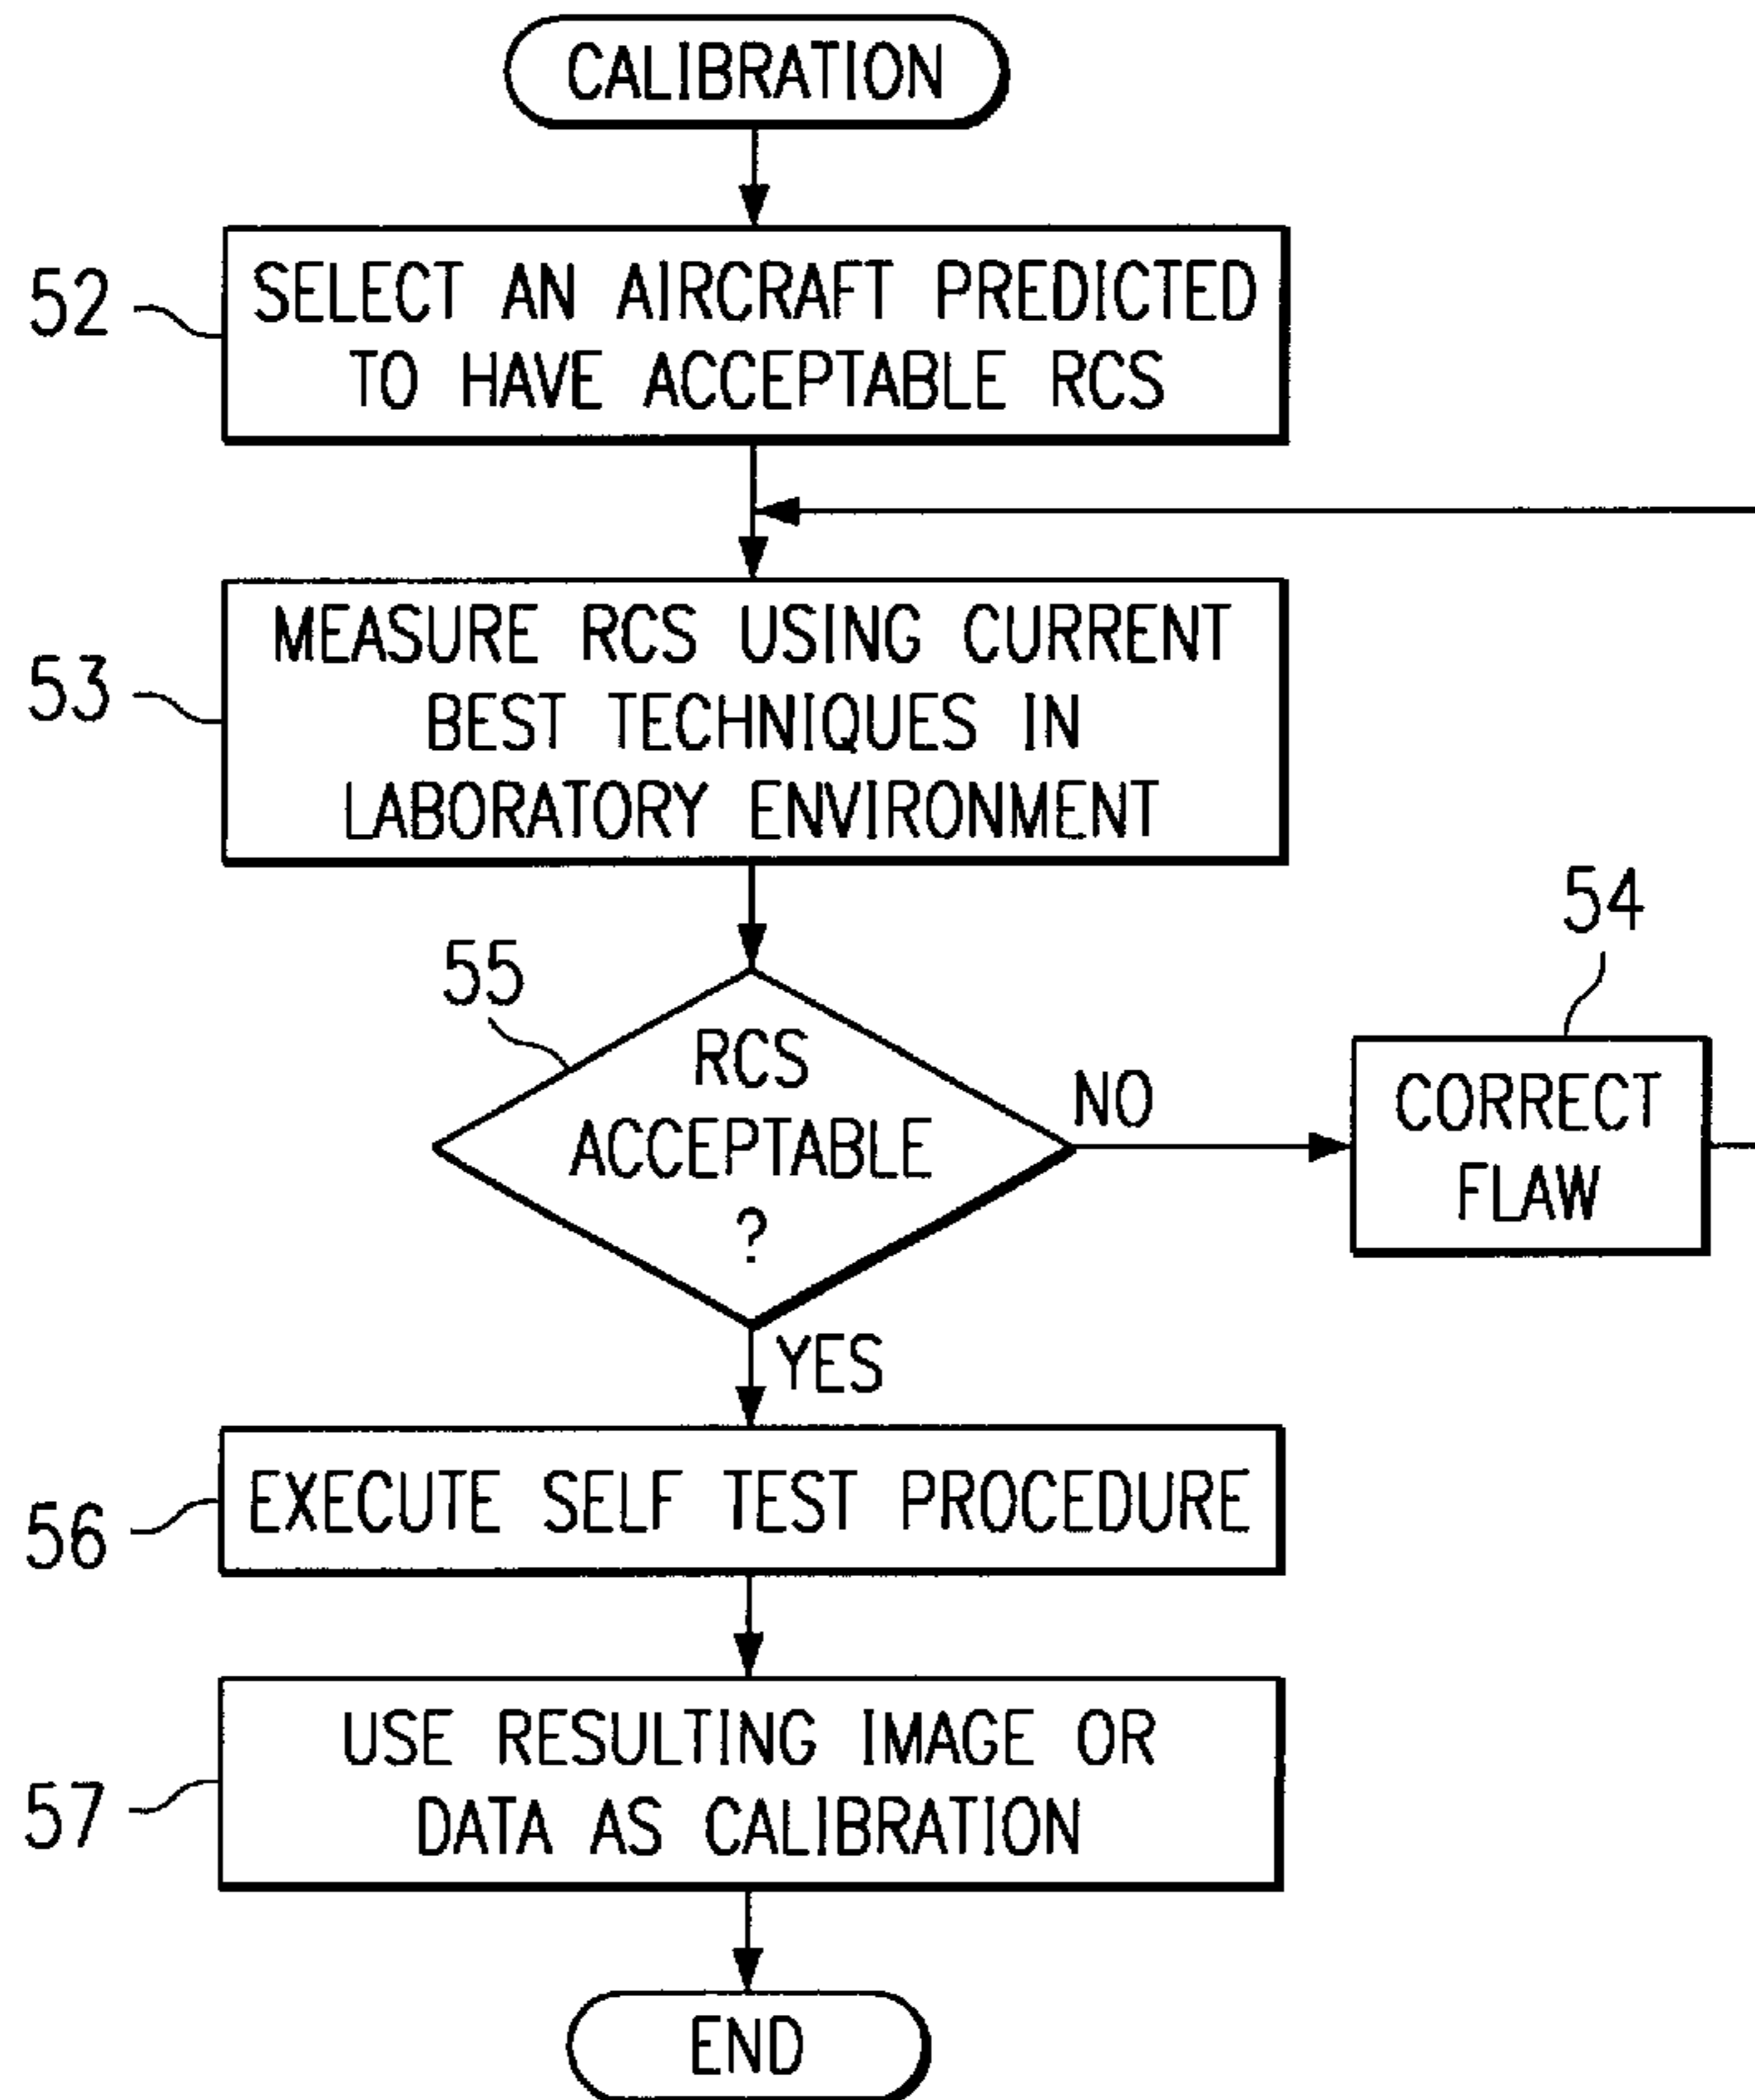 CALIBRATION
52
SELECT AN AIRCRAFT PREDICTED
TO HAVE ACCEPTABLE RCS
53
MEASURE RCS USING CURRENT
BEST TECHNIQUES IN
LABORATORY ENVIRONMENT
55
RCS
ACCEPTABLE
?
NO
54
CORRECT
FLAW
YES
56
EXECUTE SELF TEST PROCEDURE
57
USE RESULTING IMAGE OR
DATA AS CALIBRATION
END